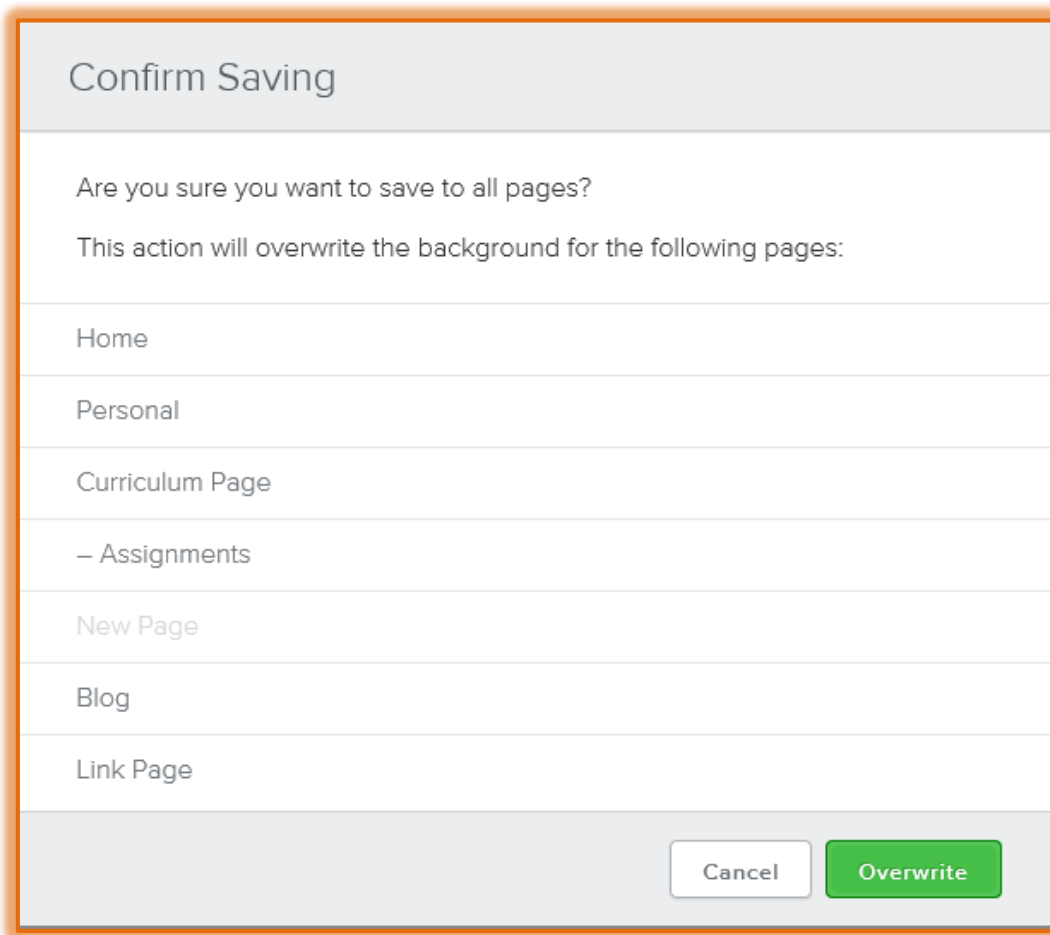 Confirm Saving
Are you sure you want to save to all pages?
This action will overwrite the background for the following pages:
Home
Personal
Curriculum Page
– Assignments
New Page
Blog
Link Page
Cancel
Overwrite